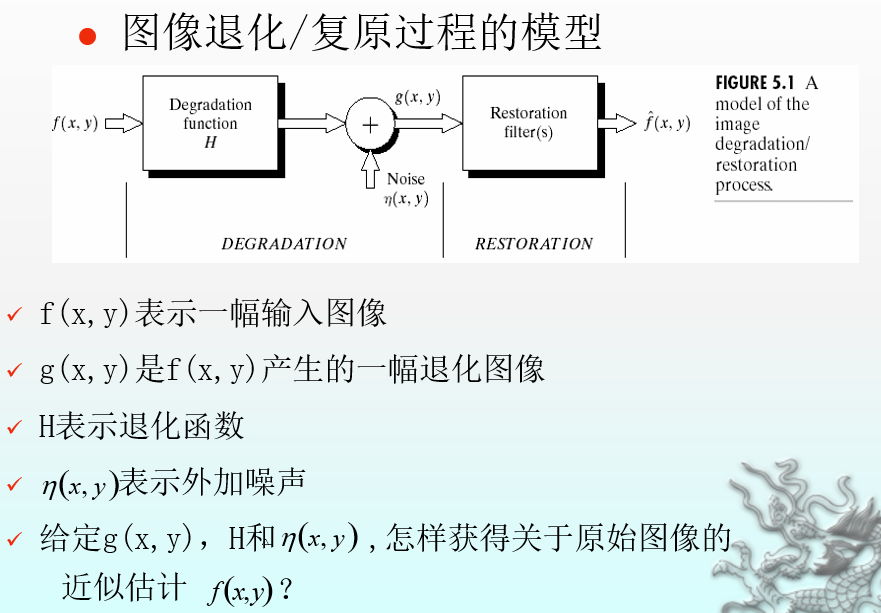 ● 图像退化/复原过程的模型
f(x, y)
Degradation
function
H
+
g(x, y)
Noise
η(x, y)
Restoration
filter(s)
f̂(x, y)
DEGRADATION
RESTORATION
FIGURE 5.1 A
model of the
image
degradation/
restoration
process.
✓ f(x,y)表示一幅输入图像
✓ g(x,y)是f(x,y)产生的一幅退化图像
✓ H表示退化函数
✓ η(x,y)表示外加噪声
✓ 给定g(x,y),H和η(x,y),怎样获得关于原始图像的
近似估计 f(x,y)?